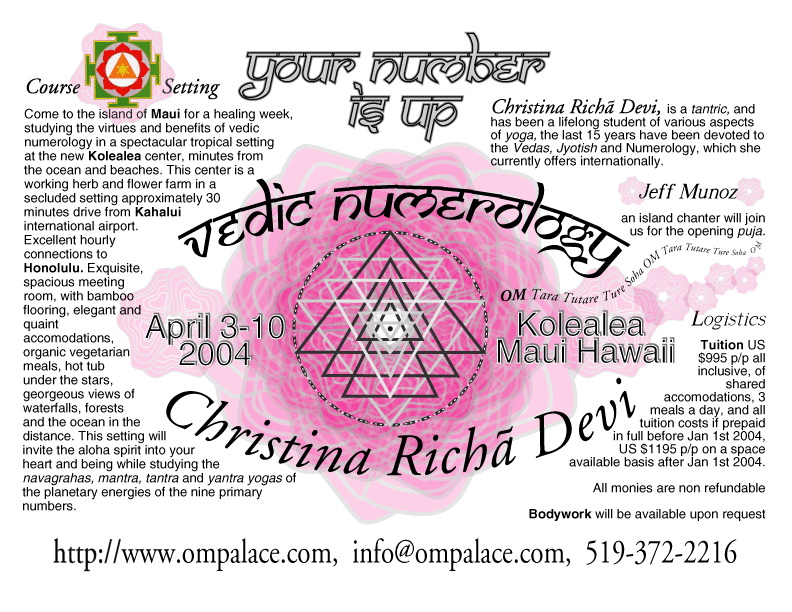 your number
is up
Course Setting
Come to the island of Maui for a healing week,
studying the virtues and benefits of vedic
numerology in a spectacular tropical setting
at the new Kolealea center, minutes from
the ocean and beaches. This center is a
working herb and flower farm in a
secluded setting approximately 30
minutes drive from Kahalui
international airport.
Excellent hourly
connections to
Honolulu. Exquisite,
spacious meeting
room, with bamboo
flooring, elegant and
quaint
accomodations,
organic vegetarian
meals, hot tub
under the stars,
georgeous views of
waterfalls, forests
and the ocean in the
distance. This setting will
invite the aloha spirit into your
heart and being while studying the
navagrahas, mantra, tantra and yantra yogas of
the planetary energies of the nine primary
numbers.
Vedic Numerology
April 3-10
2004
Kolealea
Maui Hawaii
Christina Richã Devi
Christina Richã Devi, is a tantric, and
has been a lifelong student of various aspects
of yoga, the last 15 years have been devoted to
the Vedas, Jyotish and Numerology, which she
currently offers internationally.
Jeff Munoz
an island chanter will join
us for the opening puja.
OM Tara Tutare Ture Soha OM Tara Tutare Ture Soha OM
Logistics
Tuition US
$995 p/p all
inclusive, of
shared
accomodations, 3
meals a day, and all
tuition costs if prepaid
in full before Jan 1st 2004,
US $1195 p/p on a space
available basis after Jan 1st 2004.
All monies are non refundable
Bodywork will be available upon request
http://www.ompalace.com, info@ompalace.com, 519-372-2216